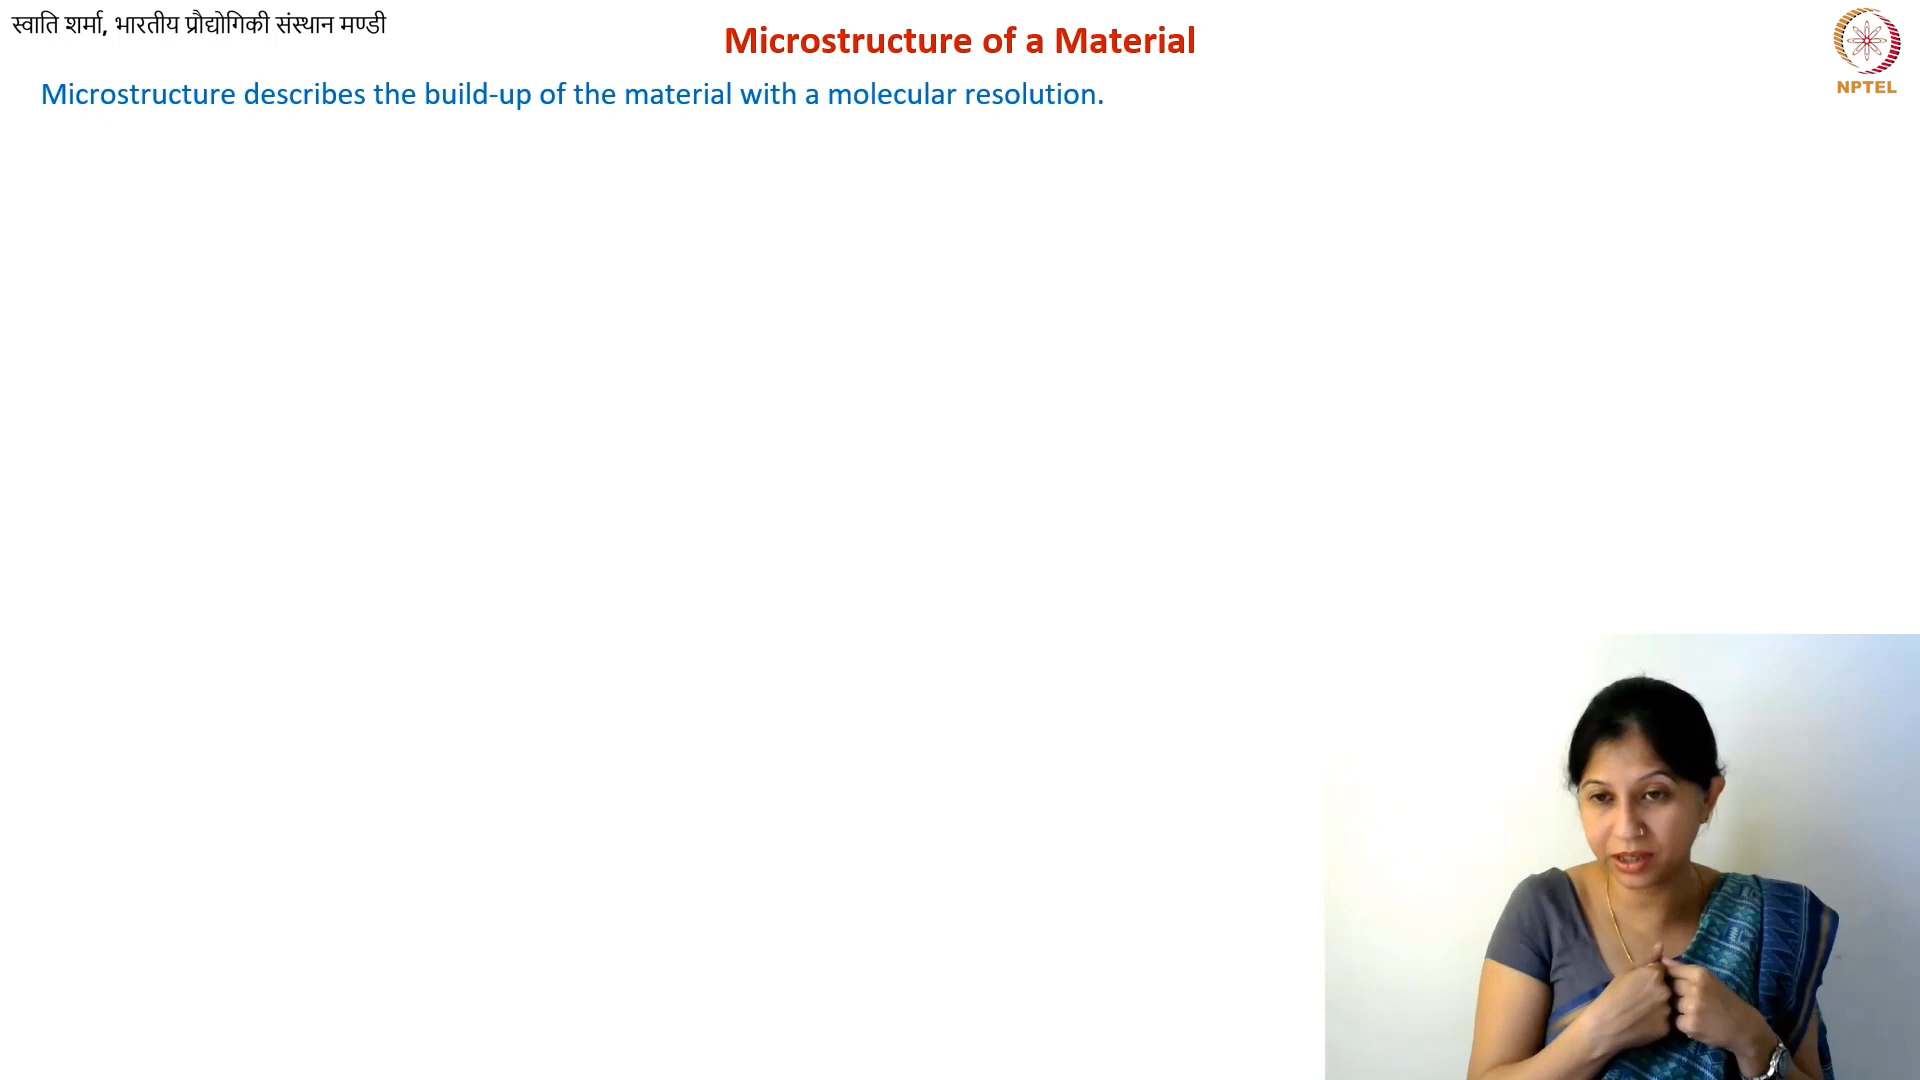 स्वाति शर्मा, भारतीय प्रौद्योगिकी संस्थान मण्डी
Microstructure of a Material
NPTEL
Microstructure describes the build-up of the material with a molecular resolution.